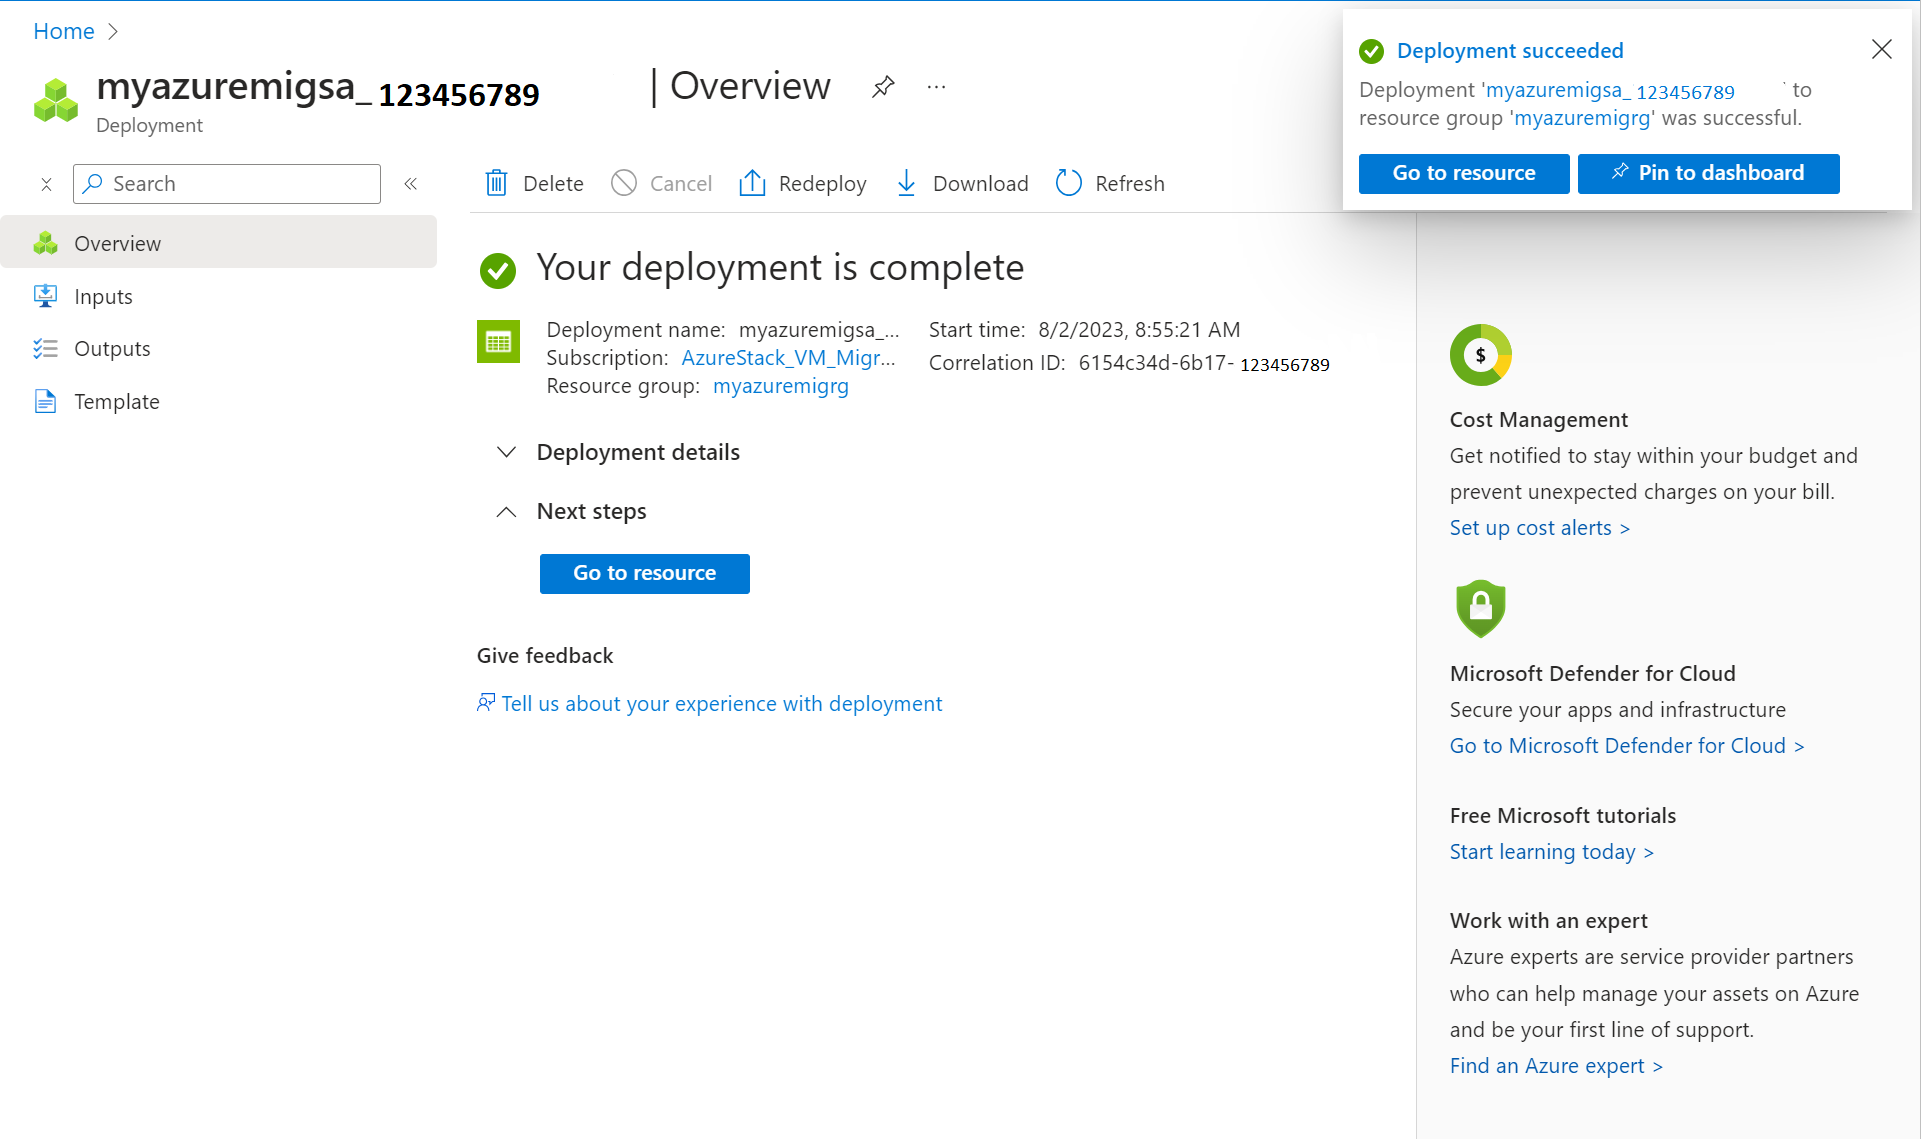 Home
myazuremigsa_ 123456789 | Overview ...
Deployment
Search
Overview
Inputs
Outputs
Template
Delete Cancel Redeploy Download Refresh
Your deployment is complete
Deployment name: myazuremigsa_...
Subscription: AzureStack_VM_Migr...
Resource group: myazuremigrg
Start time: 8/2/2023, 8:55:21 AM
Correlation ID: 6154c34d-6b17- 123456789
Deployment details
Next steps
Go to resource
Give feedback
Tell us about your experience with deployment
Deployment succeeded
Deployment 'myazuremigsa_ 123456789 ' to
resource group 'myazuremigrg' was successful.
Go to resource Pin to dashboard
$
Cost Management
Get notified to stay within your budget and
prevent unexpected charges on your bill.
Set up cost alerts >
Microsoft Defender for Cloud
Secure your apps and infrastructure
Go to Microsoft Defender for Cloud >
Free Microsoft tutorials
Start learning today >
Work with an expert
Azure experts are service provider partners
who can help manage your assets on Azure
and be your first line of support.
Find an Azure expert >